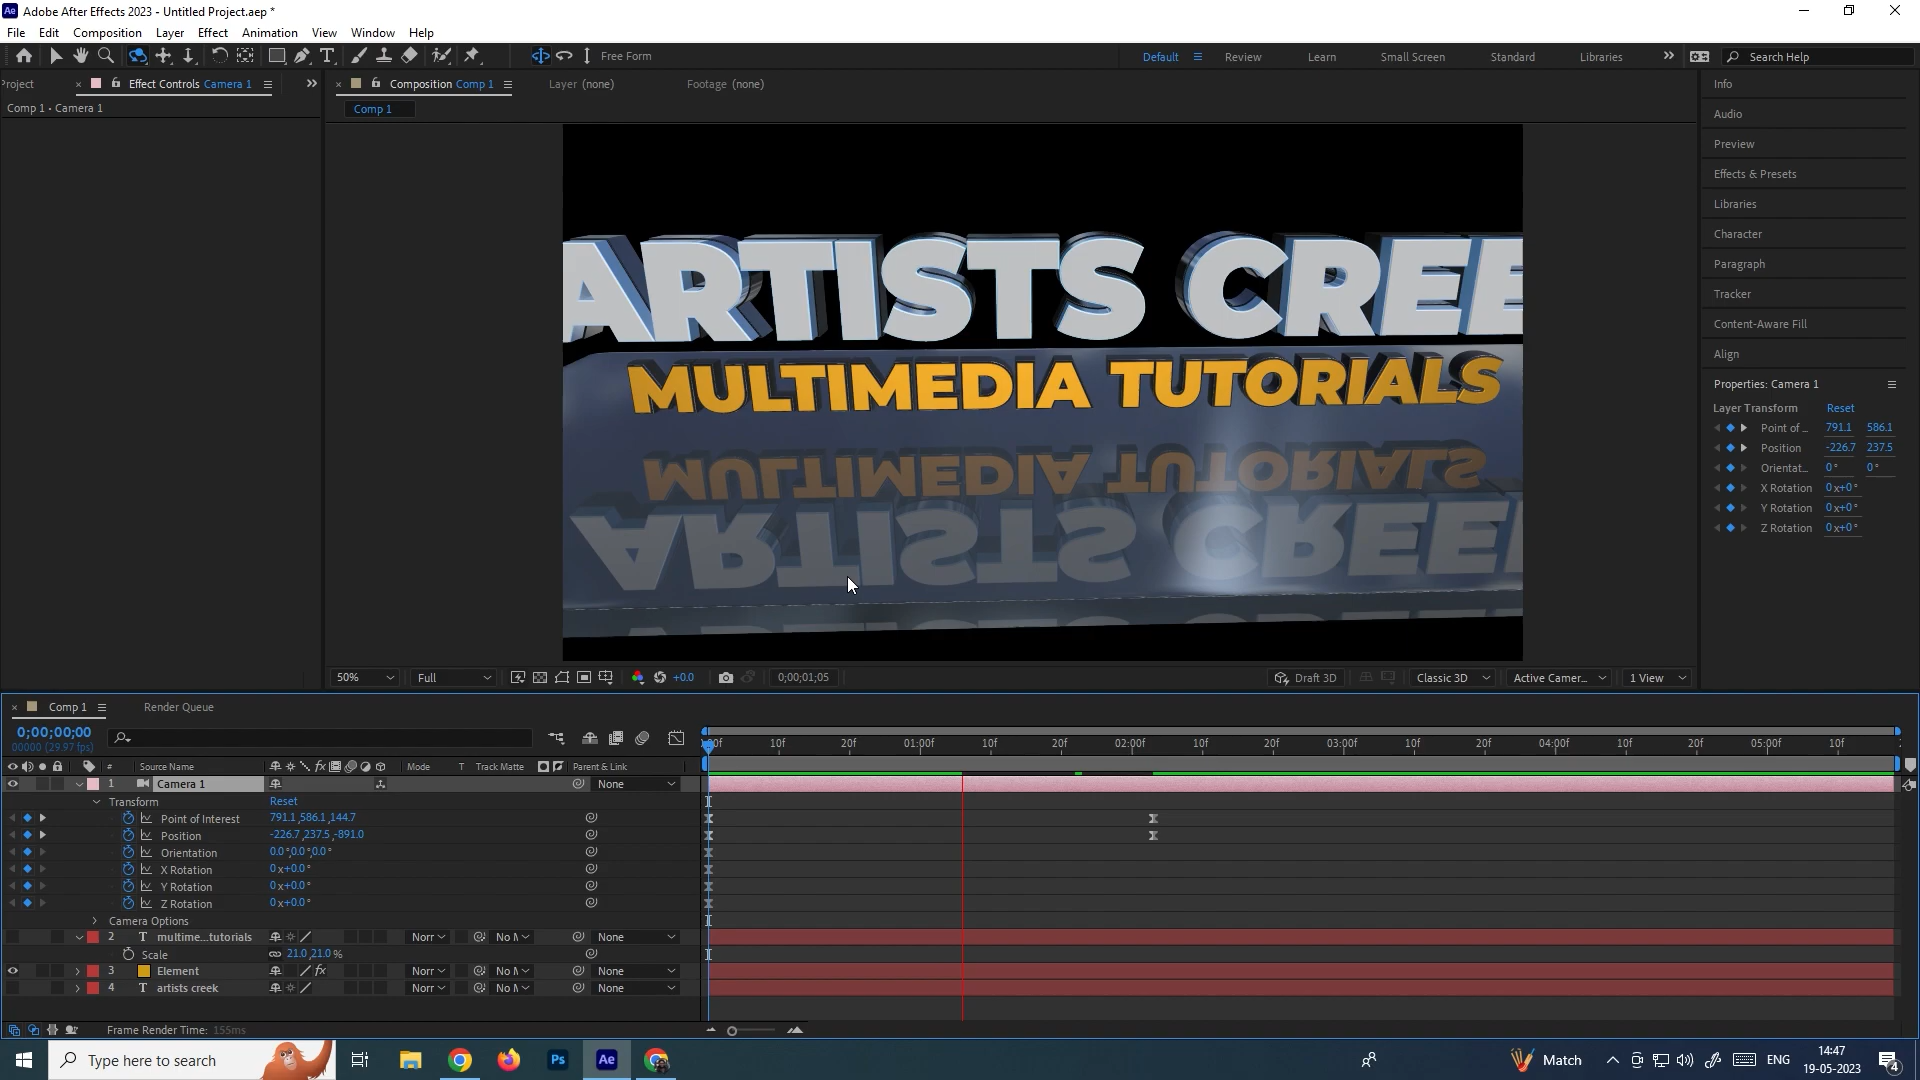 Adobe After Effects 2023 - Untitled Project.aep *
File Edit Composition Layer Effect Animation View Window Help
Free Form
Default Review Learn Small Screen Standard Libraries
Search Help
roject
Effect Controls Camera 1
Composition Comp 1
Layer (none)
Footage (none)
Comp 1 • Camera 1
Comp 1
ARTISTS CREE
MULTIMEDIA TUTORIALS
MULTIMEDIA TUTORIALS
ARTISTS CREE
Info
Audio
Preview
Effects & Presets
Libraries
Character
Paragraph
Tracker
Content-Aware Fill
Align
Properties: Camera 1
Layer Transform Reset
Point of .. 791.1 586.1
Position -226.7 237.5
Orientat.. 0° 0°
X Rotation 0x+0°
Y Rotation 0x+0°
Z Rotation 0x+0°
50% Full +0.0 0;00;01;05 Draft 3D Classic 3D Active Camer... 1 View
Comp 1 Render Queue
0;00;00;00
00000 (29.97 fps)
00f 10f 20f 01:00f 10f 20f 02:00f 10f 20f 03:00f 10f 20f 04:00f 10f 20f 05:00f 10f
# Source Name fx Mode T Track Matte Parent & Link
1 Camera 1 None
Transform Reset
Point of Interest 791.1,586.1,144.7
Position -226.7,237.5,-891.0
Orientation 0.0°,0.0°,0.0°
X Rotation 0x+0.0°
Y Rotation 0x+0.0°
Z Rotation 0x+0.0°
Camera Options
2 T multime...tutorials Norr No M None
Scale 21.0,21.0%
3 Element fx Norr No M None
4 T artists creek Norr No M None
Frame Render Time: 155ms
Type here to search
Ps
Ae
Match
ENG
14:47
19-05-2023
4